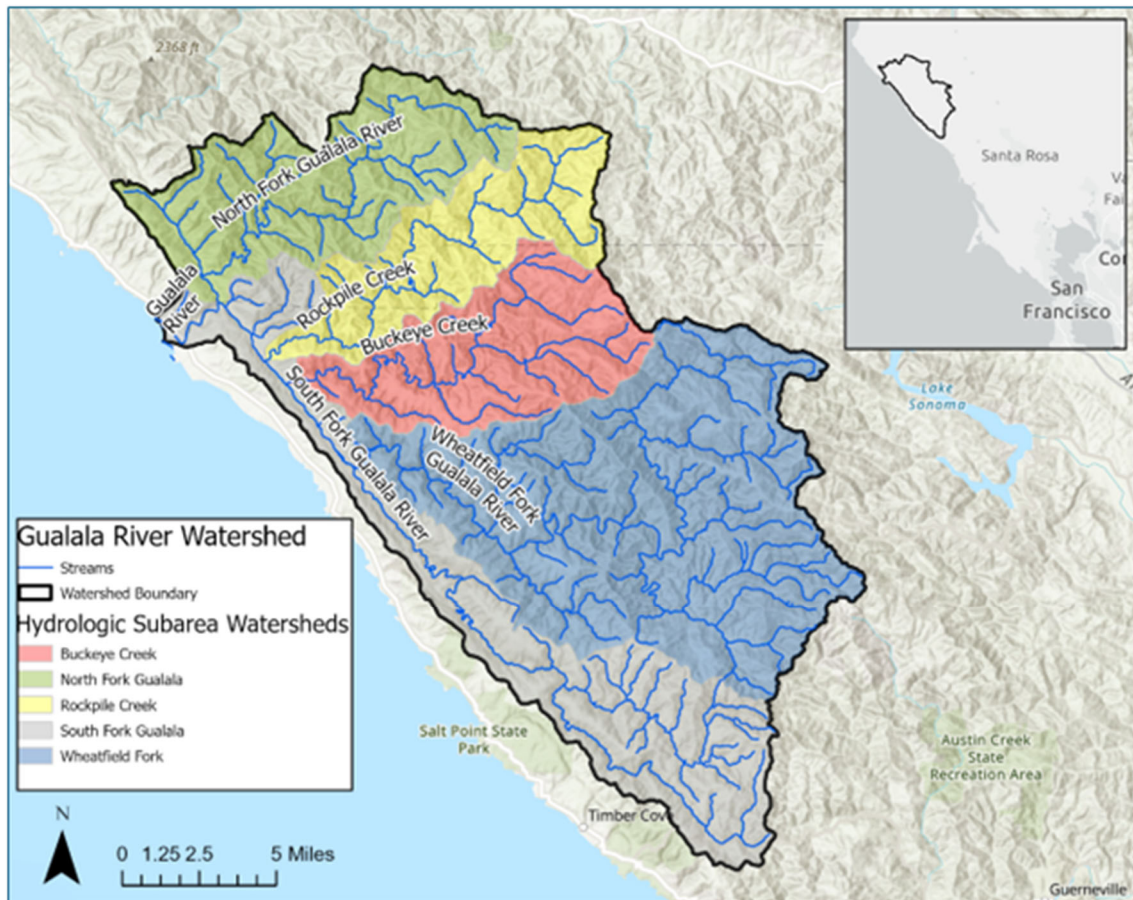 2368 ft
North Fork Gualala River
Gualala
River
Rockpile Creek
Buckeye Creek
South Fork Gualala River
Wheatfield Fork
Gualala River
Santa Rosa
Va
Fai
Co
San
Francisco
Lake
Sonoma
Gualala River Watershed
Streams
Watershed Boundary
Hydrologic Subarea Watersheds
Buckeye Creek
North Fork Gualala
Rockpile Creek
South Fork Gualala
Wheatfield Fork
Salt Point State
Park
Austin Creek
State
Recreation Area
Timber Cove
N
0 1.25 2.5 5 Miles
Guerneville